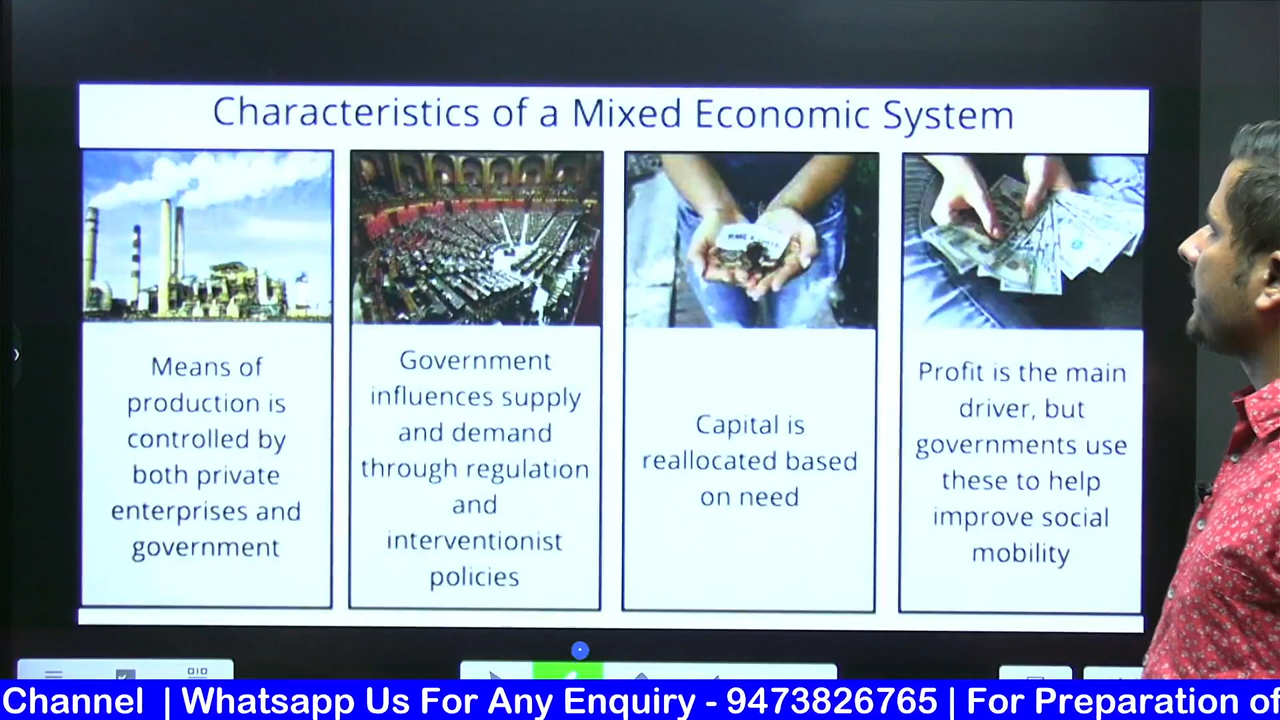 Characteristics of a Mixed Economic System
Means of
production is
controlled by
both private
enterprises and
government
Government
influences supply
and demand
through regulation
and
interventionist
policies
Capital is
reallocated based
on need
Profit is the main
driver, but
governments use
these to help
improve social
mobility
Channel | Whatsapp Us For Any Enquiry - 9473826765 | For Preparation of